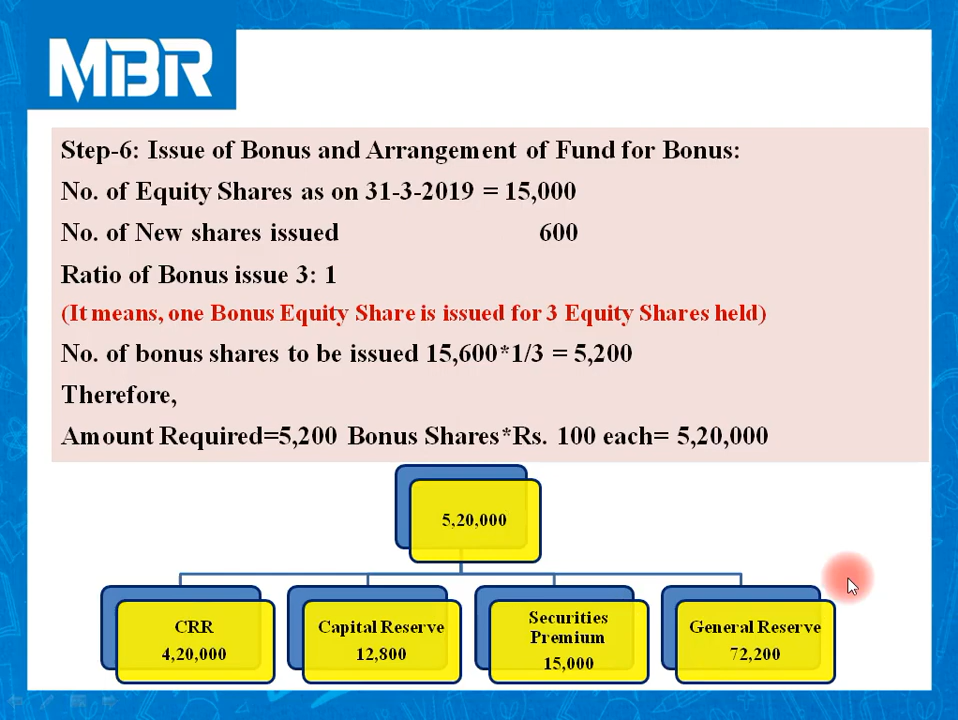 MBR
Step-6: Issue of Bonus and Arrangement of Fund for Bonus:
No. of Equity Shares as on 31-3-2019 = 15,000
No. of New shares issued 600
Ratio of Bonus issue 3: 1
(It means, one Bonus Equity Share is issued for 3 Equity Shares held)
No. of bonus shares to be issued 15,600*1/3 = 5,200
Therefore,
Amount Required=5,200 Bonus Shares*Rs. 100 each= 5,20,000
5,20,000
CRR
4,20,000
Capital Reserve
12,800
Securities
Premium
15,000
General Reserve
72,200